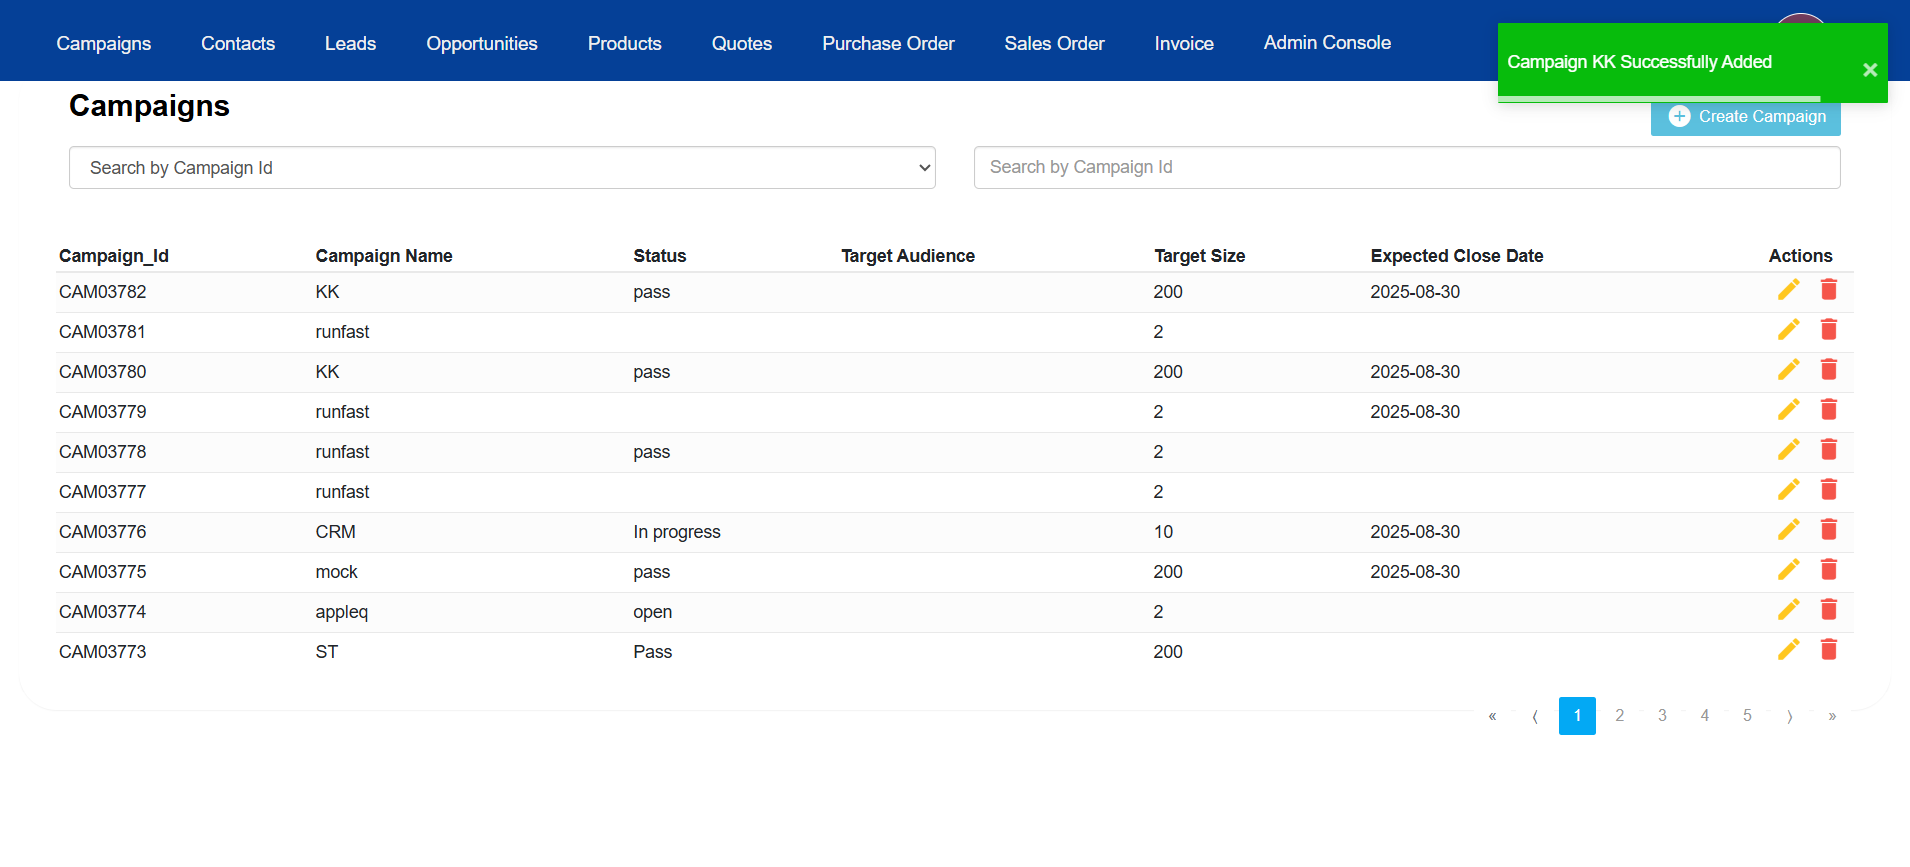 Campaigns Contacts Leads Opportunities Products Quotes Purchase Order Sales Order Invoice Admin Console
Campaign KK Successfully Added ×
Campaigns
Create Campaign
Search by Campaign Id Search by Campaign Id
Campaign_Id Campaign Name Status Target Audience Target Size Expected Close Date Actions
CAM03782 KK pass 200 2025-08-30
CAM03781 runfast 2
CAM03780 KK pass 200 2025-08-30
CAM03779 runfast 2 2025-08-30
CAM03778 runfast pass 2
CAM03777 runfast 2
CAM03776 CRM In progress 10 2025-08-30
CAM03775 mock pass 200 2025-08-30
CAM03774 appleq open 2
CAM03773 ST Pass 200
« ⟨ 1 2 3 4 5 ⟩ »